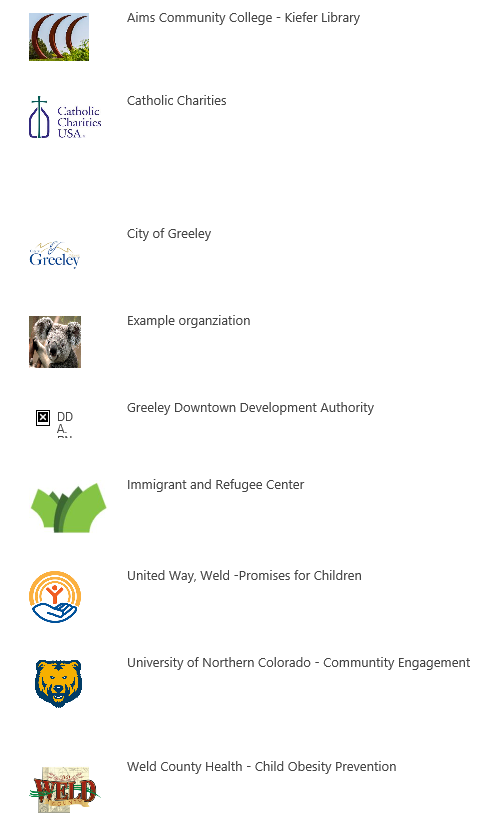 Aims Community College - Kiefer Library
Catholic Charities
Catholic
Charities
USA
City of Greeley
Greeley
Example organziation
Greeley Downtown Development Authority
DD
A.
Immigrant and Refugee Center
United Way, Weld -Promises for Children
University of Northern Colorado - Communtity Engagement
Weld County Health - Child Obesity Prevention
WELD